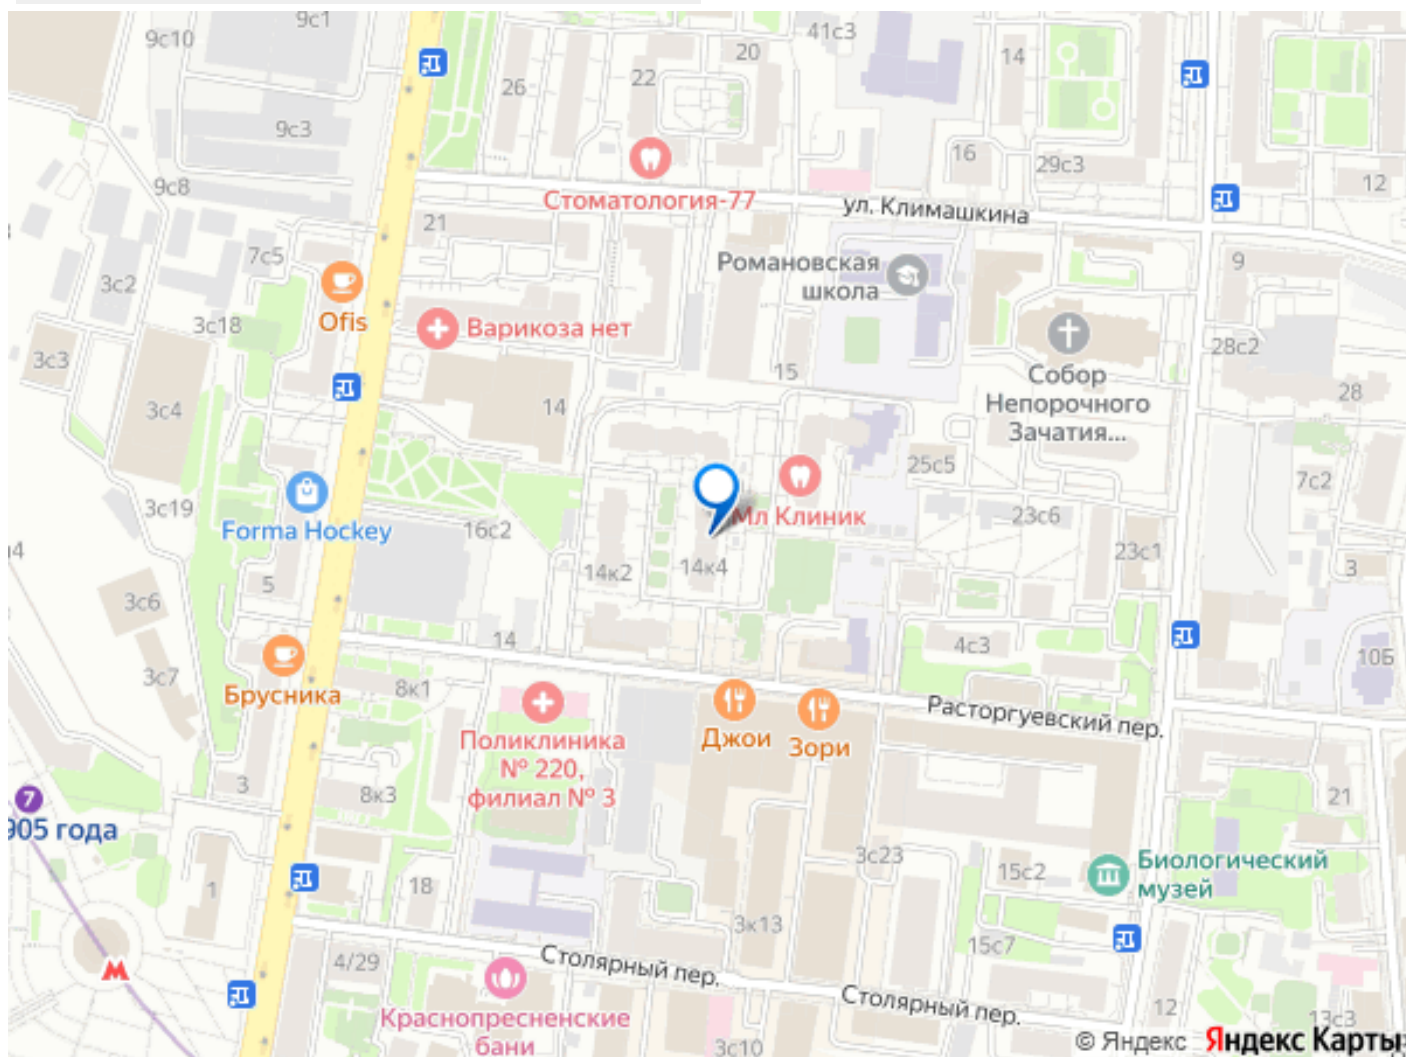 9с1
41с3
9с10
20
14
22
26
9с3
16
29с3
9с8
12
Стоматология-77
ул. Климашкина
21
7с5
Романовская
школа
9
3с2
Ofis
3с18
Варикоза нет
28с2
3с3
15
Собор
Непорочного
Зачатия...
28
3с4
14
25с5
7с2
3с19
Мл Клиник
23с6
Forma Hockey
16с2
23с1
14к2
14к4
3
5
3с6
14
4с3
10Б
3с7
Брусника
8к1
Расторгуевский пер.
Джои
Зори
Поликлиника
№ 220,
филиал № 3
3
8к3
21
7
905 года
3с23
15с2
Биологический
музей
1
18
3к13
15с7
4/29
Столярный пер.
Столярный пер.
12
13с3
Краснопресненские
бани
3с10
© Яндекс Яндекс Карты